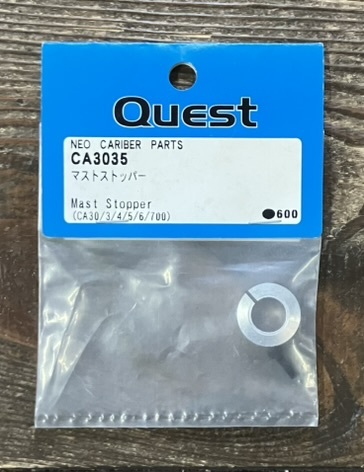 Quest
NEO CARIBER PARTS
CA3035
マストストッパー
Mast Stopper
(CA30/3/4/5/6/700)
●600